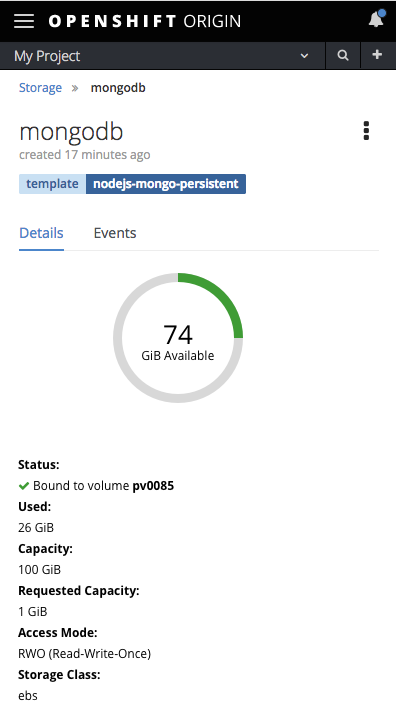 OPENSHIFT ORIGIN
My Project
Storage » mongodb
mongodb
created 17 minutes ago
template nodejs-mongo-persistent
Details Events
74
GiB Available
Status:
Bound to volume pv0085
Used:
26 GiB
Capacity:
100 GiB
Requested Capacity:
1 GiB
Access Mode:
RWO (Read-Write-Once)
Storage Class:
ebs